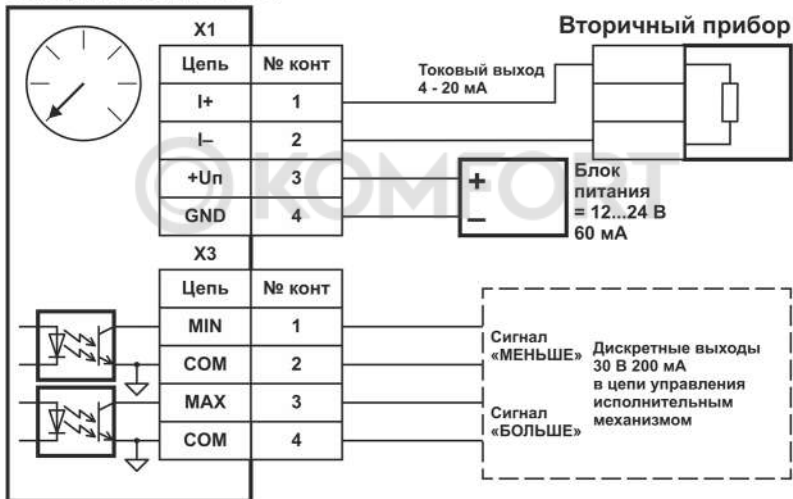 Вторичный прибор
X1
Цепь № конт
I+ 1
I– 2
+Uп 3
GND 4
Токовый выход
4 - 20 мА
+
–
Блок
питания
= 12...24 В
60 мА
© KOMFORT
X3
Цепь № конт
MIN 1
COM 2
MAX 3
COM 4
Сигнал
«МЕНЬШЕ»
Сигнал
«БОЛЬШЕ»
Дискретные выходы
30 В 200 мА
в цепи управления
исполнительным
механизмом